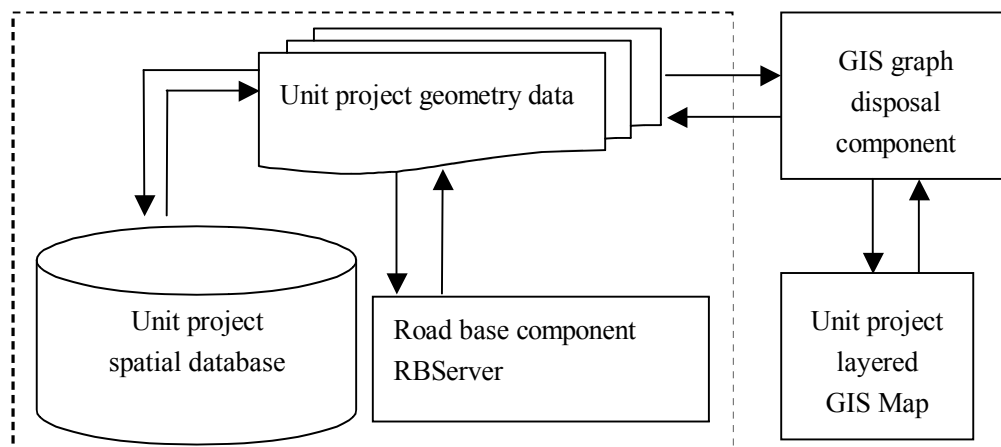 Unit project geometry data
GIS graph
disposal
component
Unit project
spatial database
Road base component
RBServer
Unit project
layered
GIS Map